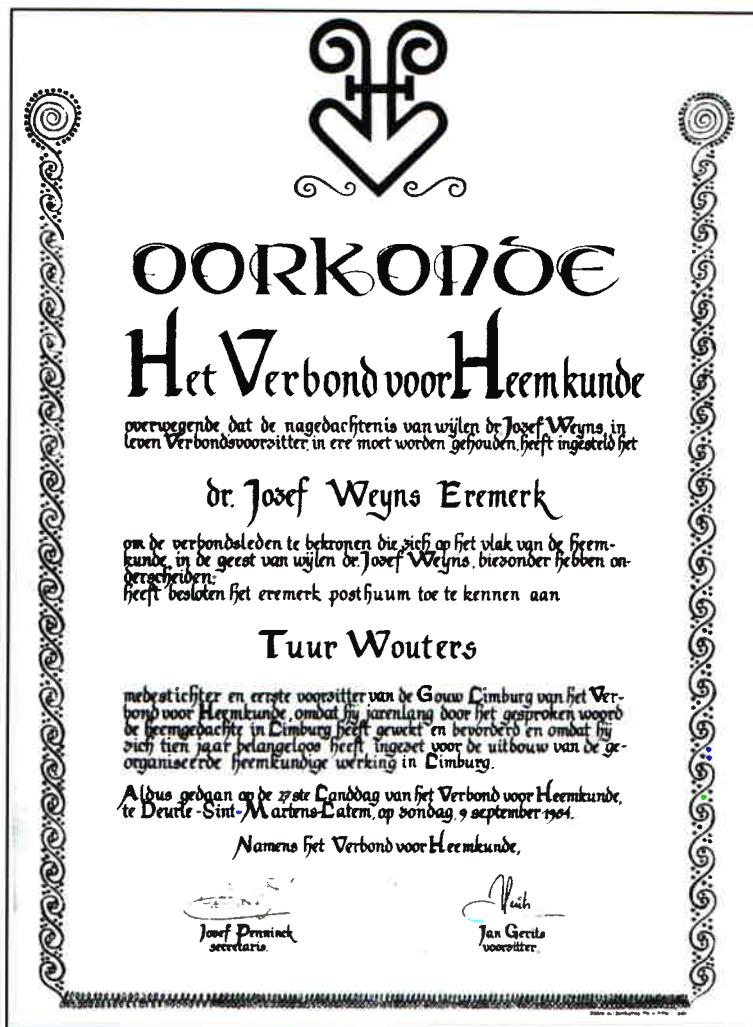 OORKONDE
Het Verbond voor Heemkunde
overwegende dat de nagedachtenis van wijlen dr. Jozef Weyns, in
leven Verbondsvoorzitter, in ere moet worden gehouden, heeft ingesteld het
dr. Jozef Weyns Eremerk
om de verbondsleden te bekronen die zich op het vlak van de heem-
kunde, in de geest van wijlen dr. Jozef Weyns, biezonder hebben on-
derscheiden;
heeft besloten het eremerk posthuum toe te kennen aan
Tuur Wouters
medestichter en eerste voorzitter van de Gouw Limburg van het Ver-
bond voor Heemkunde, omdat hij jarenlang door het gesproken woord
de heemgedachte in Limburg heeft gewekt en bevorderd en omdat hij
zich tien jaar belangeloos heeft ingezet voor de uitbouw van de ge-
organiseerde heemkundige werking in Limburg.
Aldus gedaan op de 37ste Landdag van het Verbond voor Heemkunde,
te Deurle-Sint-Martens-Latem, op zondag, 9 september 1984.
Namens het Verbond voor Heemkunde,
Jozef Penninck
secretaris.
Jan Gerits
voorzitter.